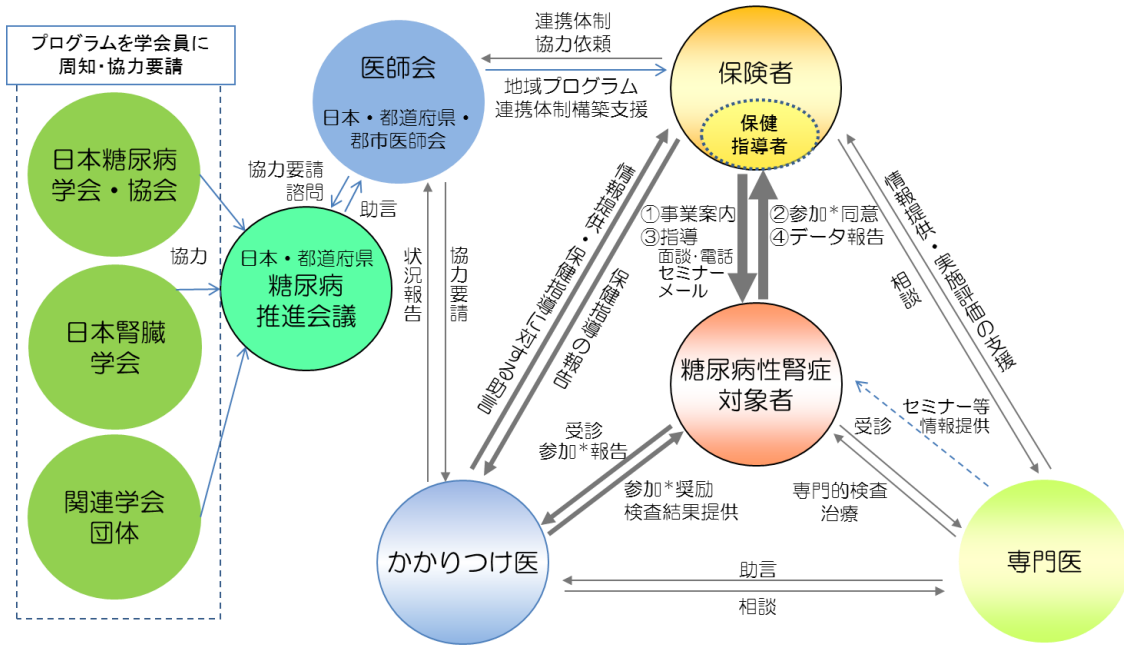 プログラムを学会員に
周知・協力要請
日本糖尿病
学会・協会
日本腎臓
学会
関連学会
団体
協力
日本・都道府県
糖尿病
推進会議
協力要請
諮問
助言
医師会
日本・都道府県・
郡市医師会
連携体制
協力依頼
地域プログラム
連携体制構築支援
保険者
保健
指導者
①事業案内
③指導
面談・電話
セミナー
メール
②参加*同意
④データ報告
状況報告
協力要請
情報提供・保健指導に対する助言
保健指導の報告
情報提供・実施評価の支援
相談
糖尿病性腎症
対象者
セミナー等
情報提供
受診
参加*報告
参加*奨励
検査結果提供
受診
専門的検査
治療
かかりつけ医
専門医
助言
相談